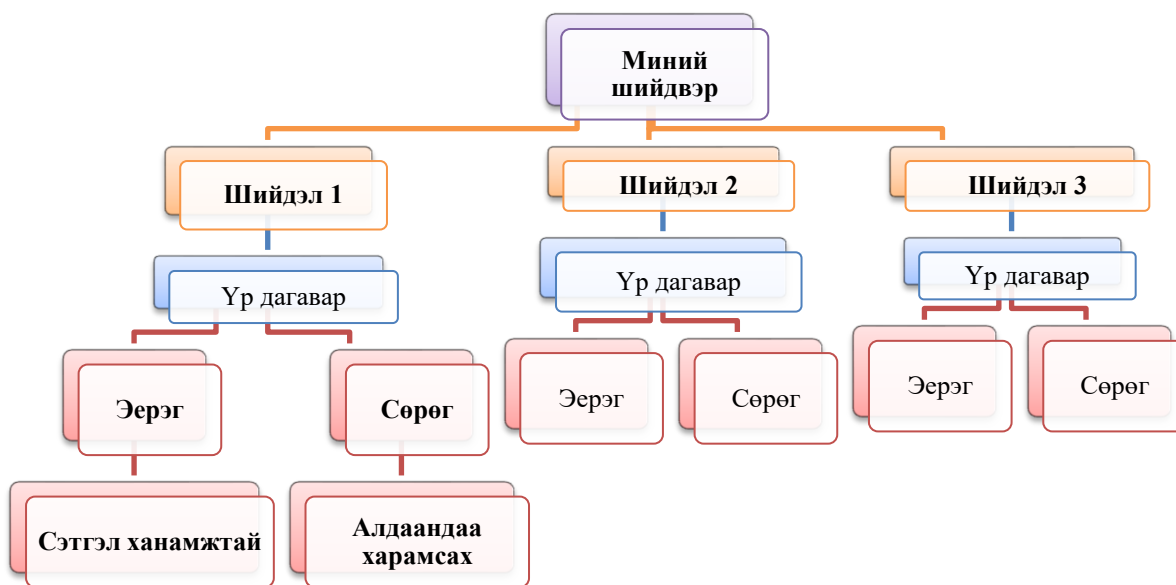 Миний
шийдвэр
Шийдэл 1
Шийдэл 2
Шийдэл 3
Үр дагавар
Үр дагавар
Үр дагавар
Эерэг
Сөрөг
Эерэг
Сөрөг
Эерэг
Сөрөг
Сэтгэл ханамжтай
Алдаандаа
харамсах